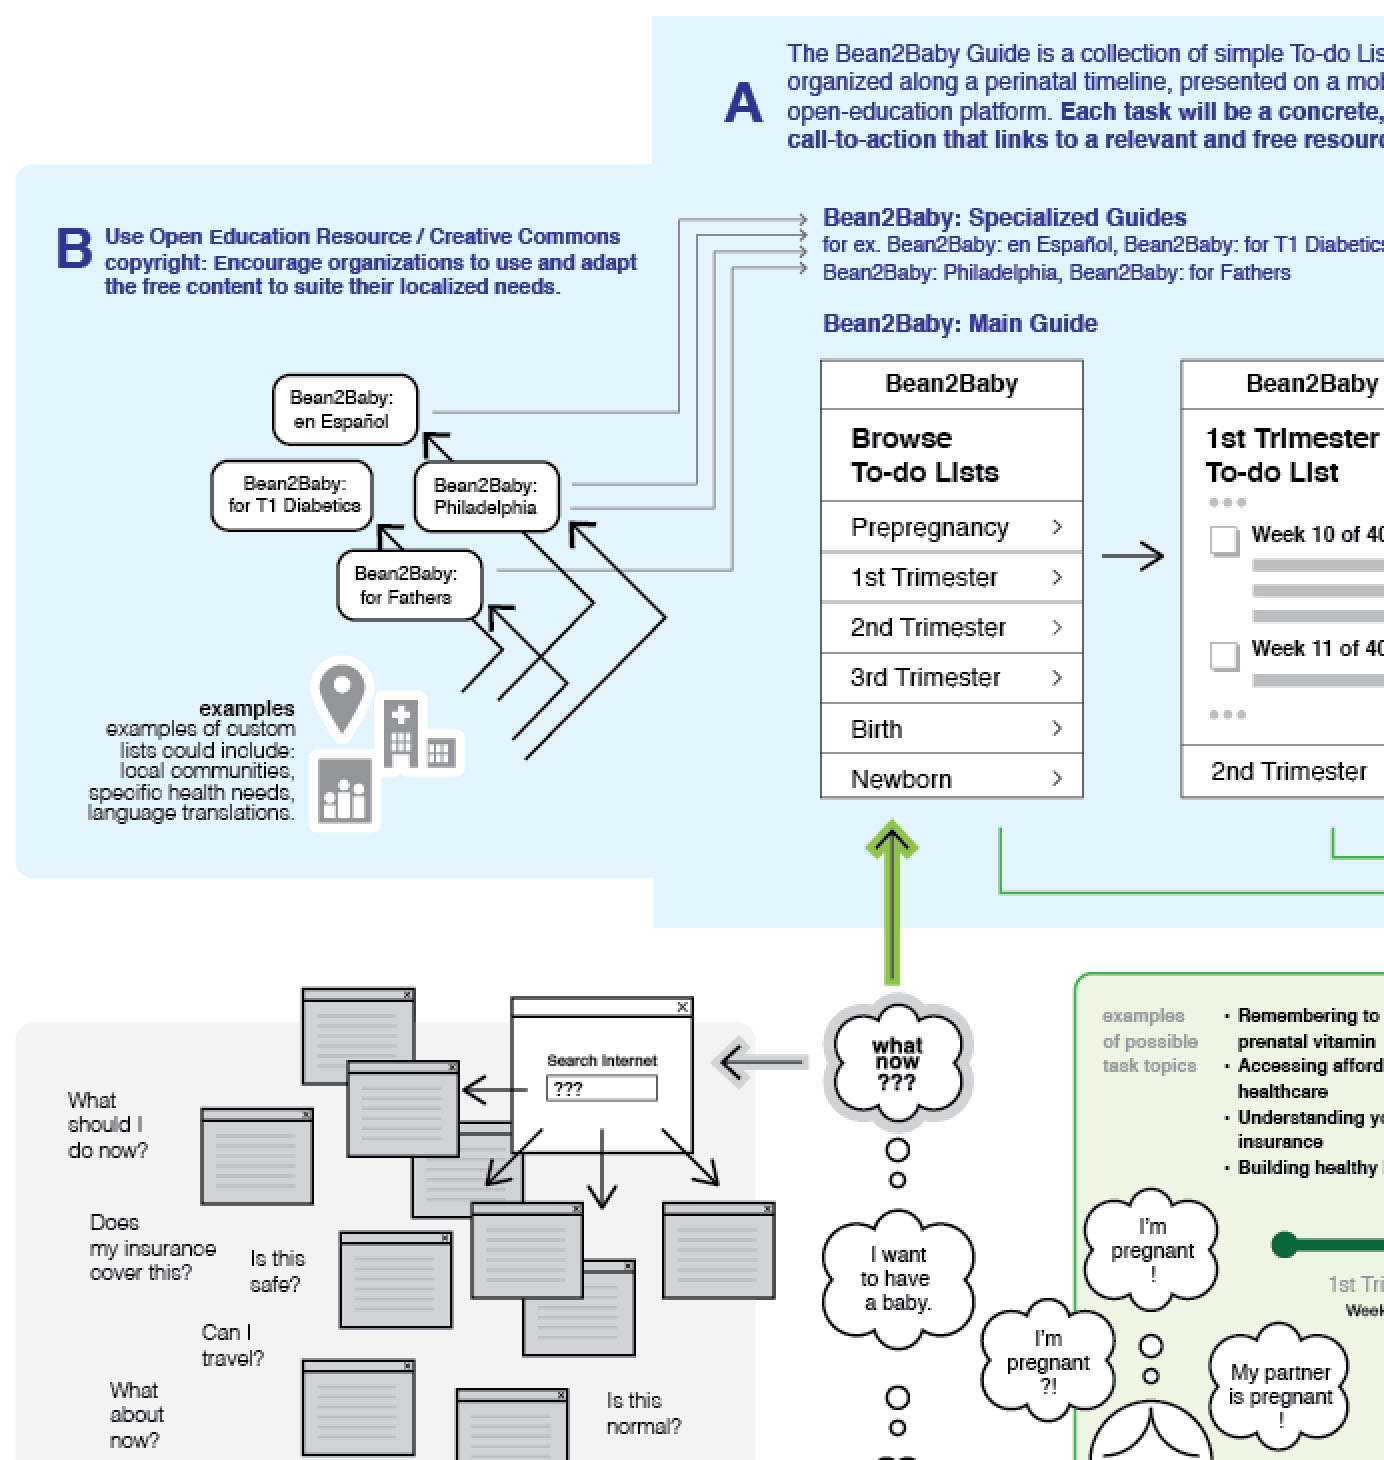 The Bean2Baby Guide is a collection of simple To-do Lis
organized along a perinatal timeline, presented on a mo
open-education platform. Each task will be a concrete,
call-to-action that links to a relevant and free resourc
A
B
Use Open Education Resource / Creative Commons
copyright: Encourage organizations to use and adapt
the free content to suite their localized needs.
Bean2Baby: Specialized Guides
for ex. Bean2Baby: en Español, Bean2Baby: for T1 Diabetics
Bean2Baby: Philadelphia, Bean2Baby: for Fathers
Bean2Baby: Main Guide
Bean2Baby:
en Español
Bean2Baby:
for T1 Diabetics
Bean2Baby:
Philadelphia
Bean2Baby:
for Fathers
examples
examples of custom
lists could include:
local communities,
specific health needs,
language translations.
Bean2Baby
Browse
To-do Lists
Prepregnancy
1st Trimester
2nd Trimester
3rd Trimester
Birth
Newborn
Bean2Baby
1st Trimester
To-do List
Week 10 of 40
Week 11 of 40
2nd Trimester
Search Internet
???
what
now
???
What
should I
do now?
Does
my insurance
cover this?
Is this
safe?
Can I
travel?
What
about
now?
Is this
normal?
I want
to have
a baby.
examples
of possible
task topics
· Remembering to
prenatal vitamin
· Accessing afford
healthcare
· Understanding yo
insurance
· Building healthy
I'm
pregnant
!
I'm
pregnant
?!
My partner
is pregnant
!
1st Tri
Week